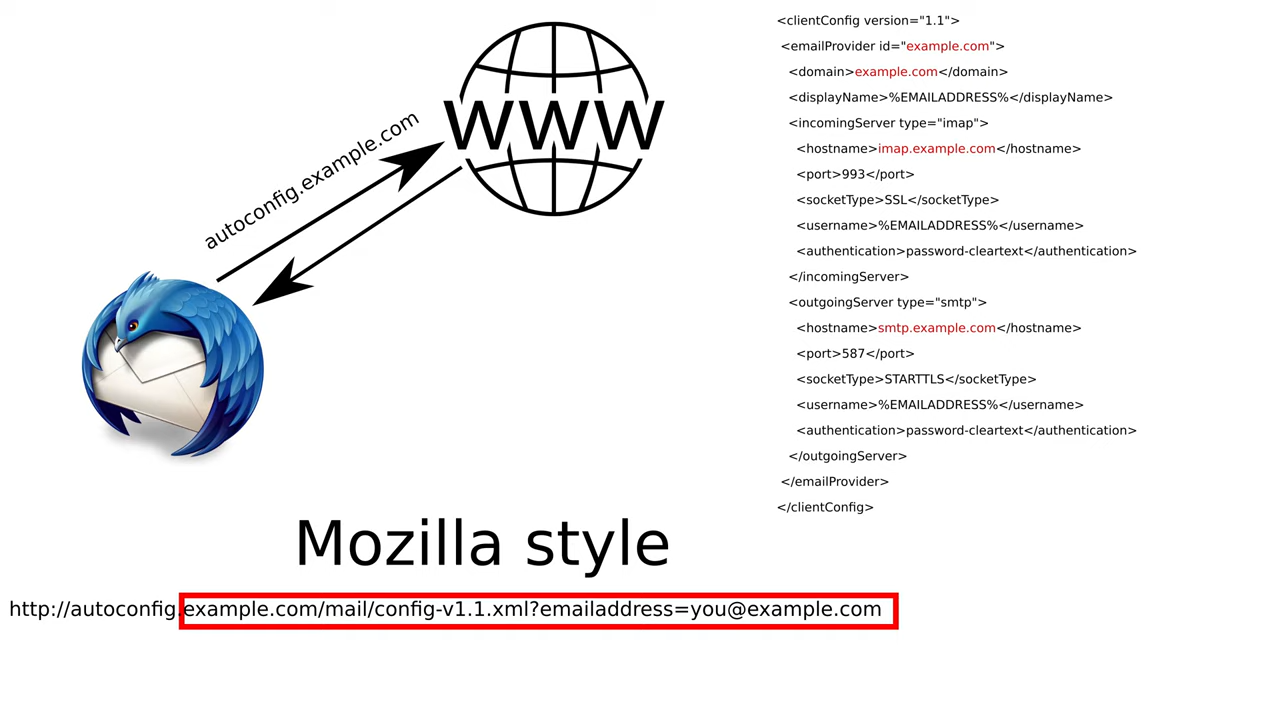 autoconfig.example.com
WWW
Mozilla style
http://autoconfig.example.com/mail/config-v1.1.xml?emailaddress=you@example.com
<clientConfig version="1.1">
<emailProvider id="example.com">
<domain>example.com</domain>
<displayName>%EMAILADDRESS%</displayName>
<incomingServer type="imap">
<hostname>imap.example.com</hostname>
<port>993</port>
<socketType>SSL</socketType>
<username>%EMAILADDRESS%</username>
<authentication>password-cleartext</authentication>
</incomingServer>
<outgoingServer type="smtp">
<hostname>smtp.example.com</hostname>
<port>587</port>
<socketType>STARTTLS</socketType>
<username>%EMAILADDRESS%</username>
<authentication>password-cleartext</authentication>
</outgoingServer>
</emailProvider>
</clientConfig>